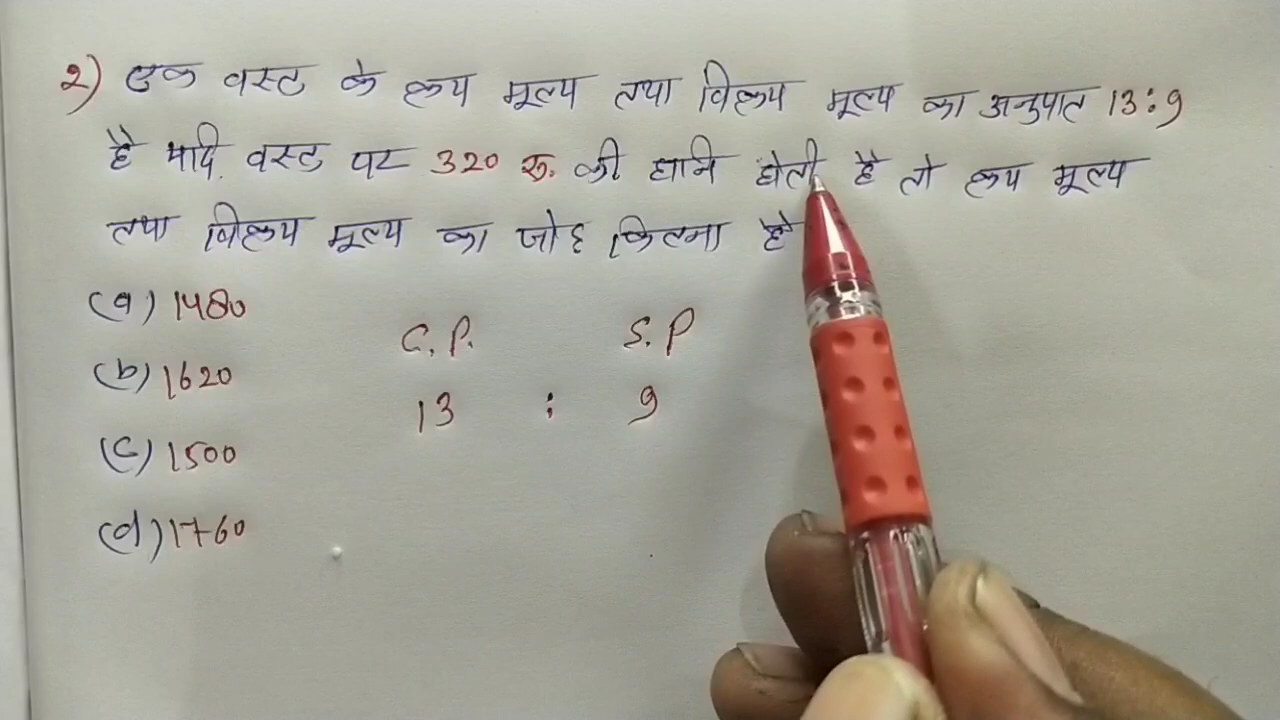 २) एक वस्ट के क्रय मूल्य तथा विक्रय मूल्य का अनुपात 13:9
है यदि वस्ट पर 320 रु. की हानि होती है तो क्रय मूल्य
तथा विक्रय मूल्य का जोड़ कितना है
(a) 1480
(b) 1620
(c) 1500
(d) 1760
C.P. S.P
13 : 9